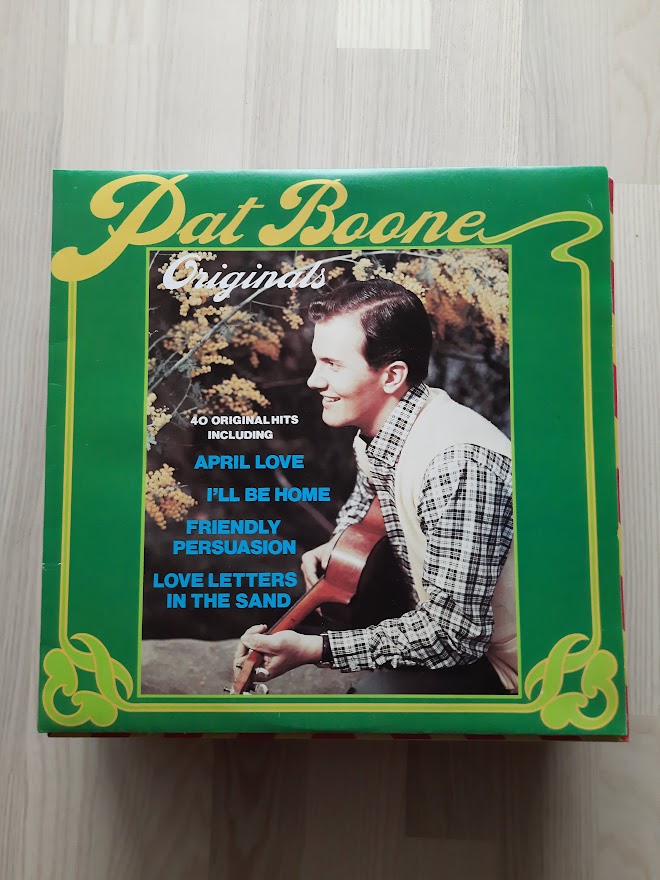 Pat Boone
Originals
40 ORIGINAL HITS
INCLUDING
APRIL LOVE
I'LL BE HOME
FRIENDLY
PERSUASION
LOVE LETTERS
IN THE SAND